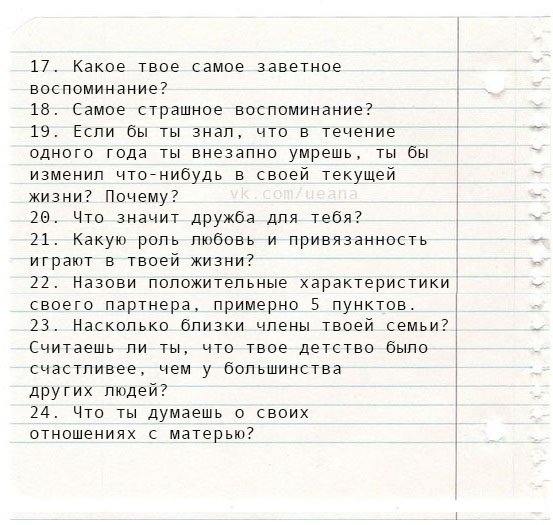 17. Какое твое самое заветное
воспоминание?
18. Самое страшное воспоминание?
19. Если бы ты знал, что в течение
одного года ты внезапно умрешь, ты бы
изменил что-нибудь в своей текущей
жизни? Почему?
vk.com/ueana
20. Что значит дружба для тебя?
21. Какую роль любовь и привязанность
играют в твоей жизни?
22. Назови положительные характеристики
своего партнера, примерно 5 пунктов.
23. Насколько близки члены твоей семьи?
Считаешь ли ты, что твое детство было
счастливее, чем у большинства
других людей?
24. Что ты думаешь о своих
отношениях с матерью?